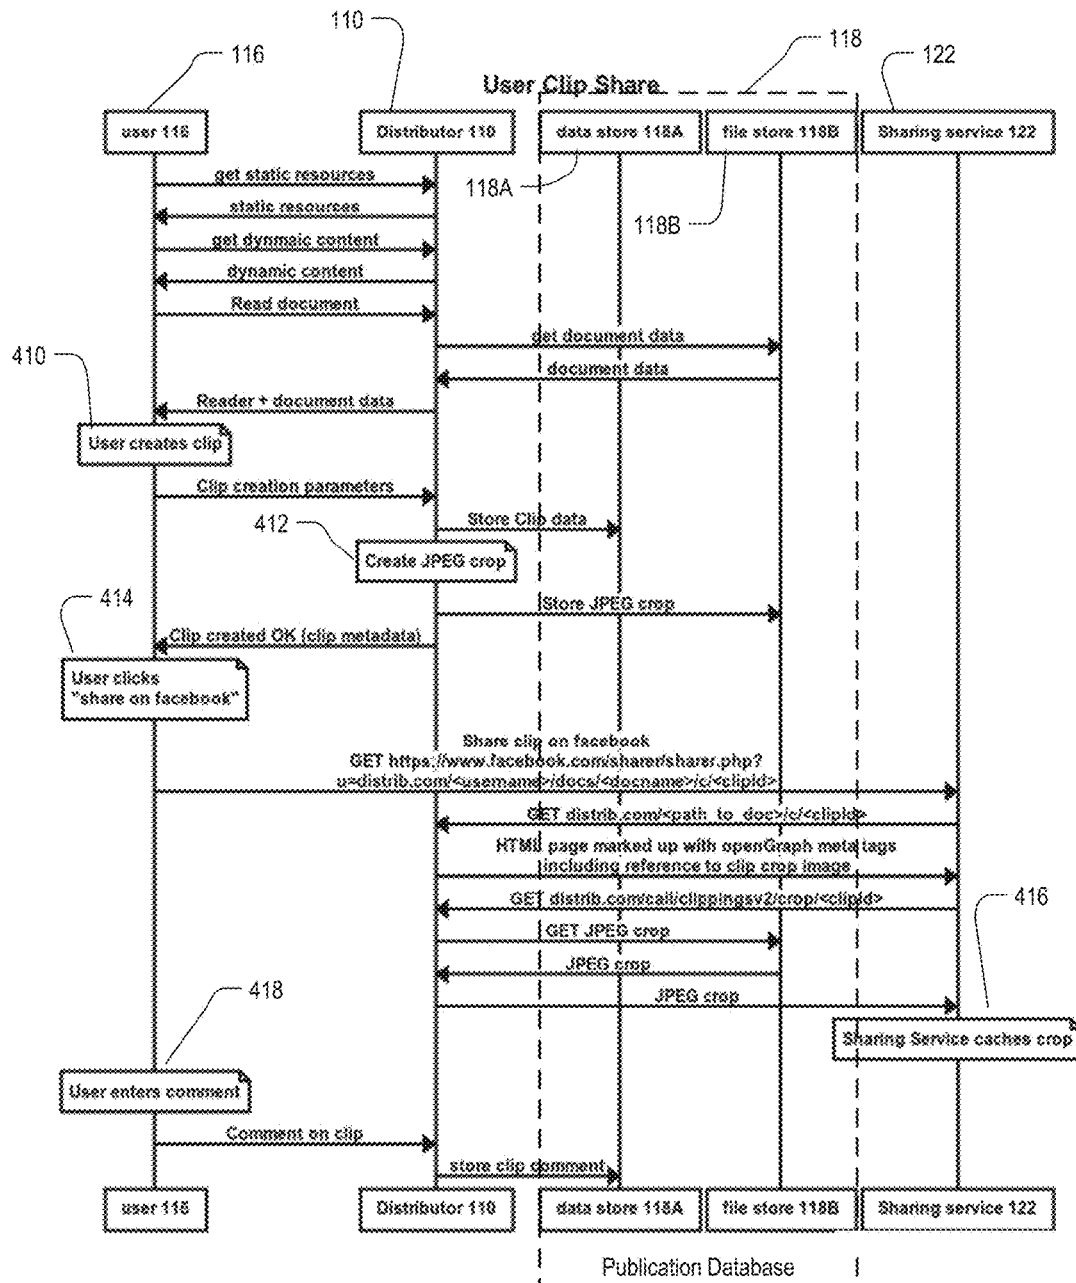 110
116
118
122
User Clip Share
user 116
Distributor 110
data store 118A
file store 118B
Sharing service 122
get static resources
118A
static resources
118B
get dynmaic content
dynamic content
Read document
get document data
410
document data
Reader + document data
User creates clip
Clip creation parameters
412
Store Clip data
Create JPEG crop
414
Store JPEG crop
Clip created OK (clip metadata)
User clicks
"share on facebook"
Share clip on facebook
GET https://www.facebook.com/sharer/sharer.php?
u=distrib.com/<username>/docs/<docname>/c/<clipId>
GET distrib.com/<path_to_doc>/c/<clipId>
HTML page marked up with openGraph meta tags
including reference to clip crop image
GET distrib.com/call/clippingsv2/crop/<clipId>
416
GET JPEG crop
JPEG crop
418
JPEG crop
Sharing Service caches crop
User enters comment
Comment on clip
store clip comment
user 116
Distributor 110
data store 118A
file store 118B
Sharing service 122
Publication Database